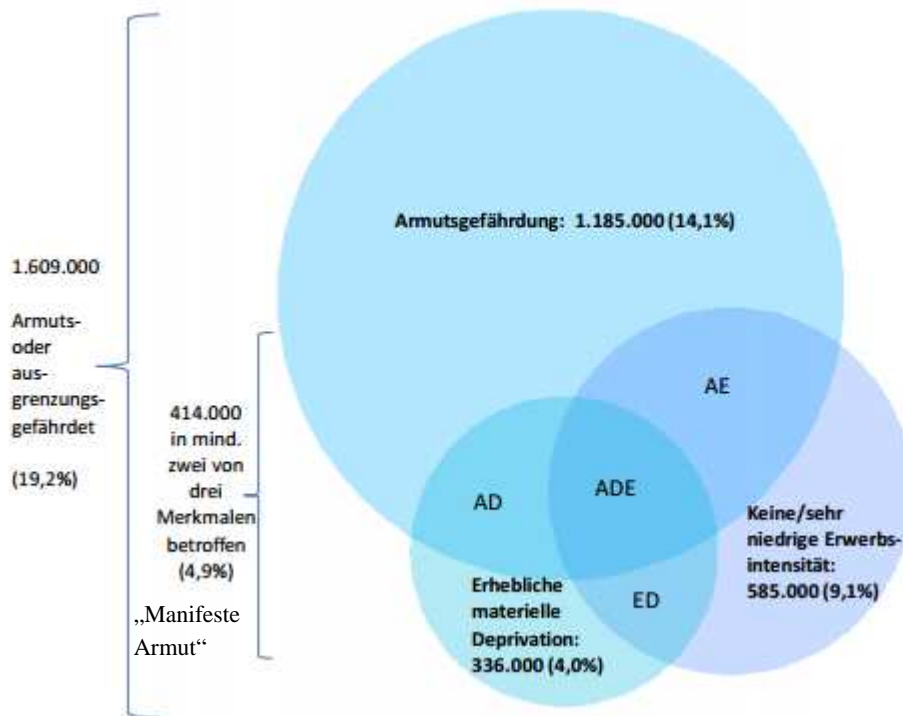 1.609.000
Armuts-
oder
aus-
grenzungs-
gefährdet
(19,2%)
414.000
in mind.
zwei von
drei
Merkmalen
betroffen
(4,9%)
„Manifeste
Armut“
Armutsgefährdung: 1.185.000 (14,1%)
AE
AD
ADE
ED
Keine/sehr
niedrige Erwerbs-
intensität:
585.000 (9,1%)
Erhebliche
materielle
Deprivation:
336.000 (4,0%)